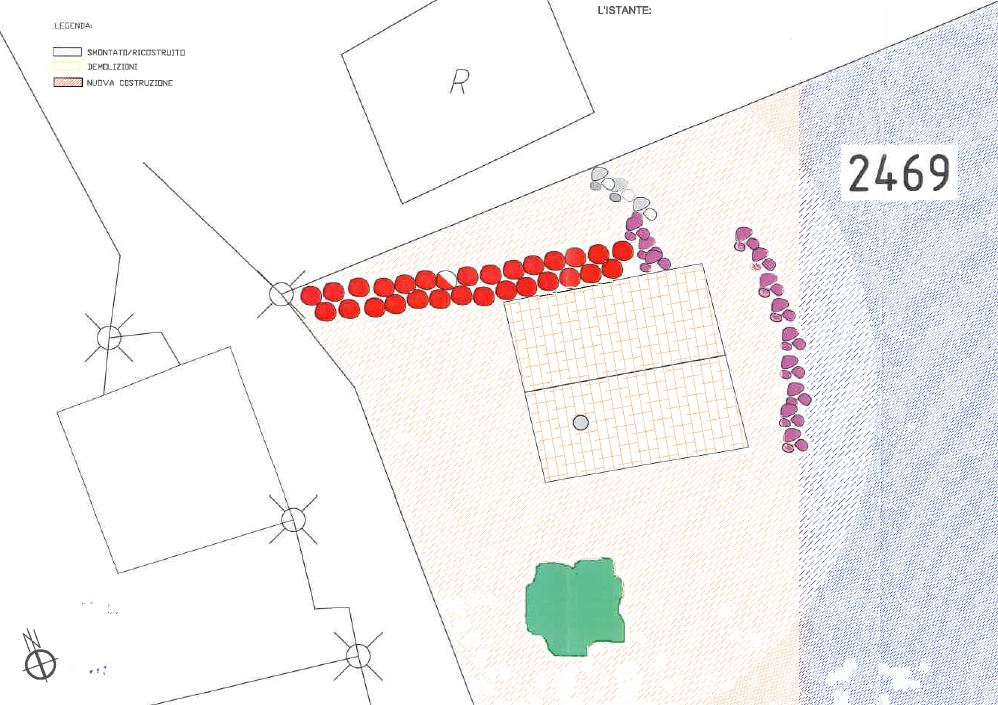 L'ISTANTE:
LEGENDA:
SMONTATO/RICOSTRUITO
DEMOLIZIONI
NUOVA COSTRUZIONE
R
2469
N